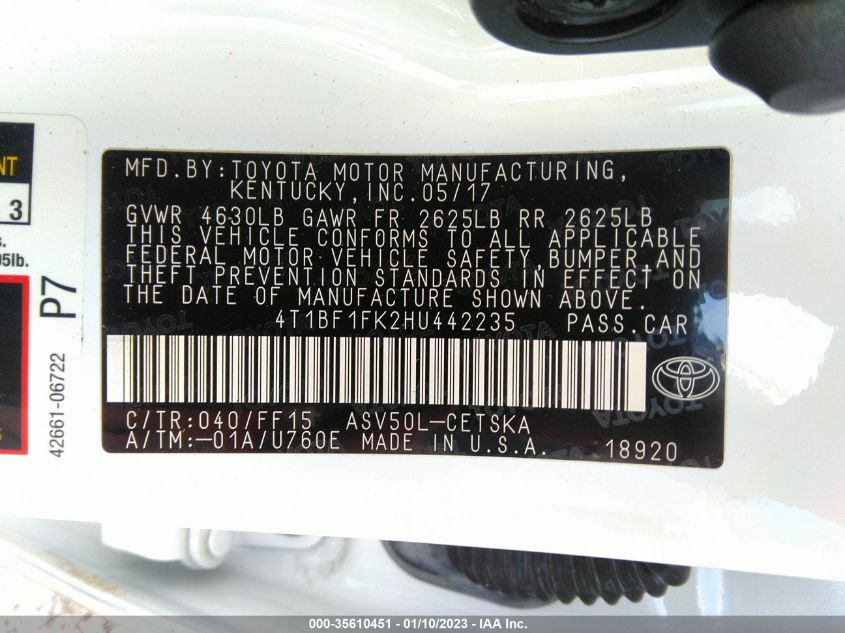 MFD.BY:TOYOTA MOTOR MANUFACTURING,
KENTUCKY,INC.05/17
GVWR 4630LB GAWR FR 2625LB RR 2625LB
THIS VEHICLE CONFORMS TO ALL APPLICABLE
FEDERAL MOTOR VEHICLE SAFETY,BUMPER,AND
THEFT PREVENTION STANDARDS IN EFFECT ON
THE DATE OF MANUFACTURE SHOWN ABOVE.
4T1BF1FK2HU442235 PASS.CAR
C/TR:040/FF15 ASV50L-CETSKA
A/TM:-01A/U760E MADE IN U.S.A. 18920
3
5lb.
P7
42661-06722
000-35610451 - 01/10/2023 - © IAA, Inc.